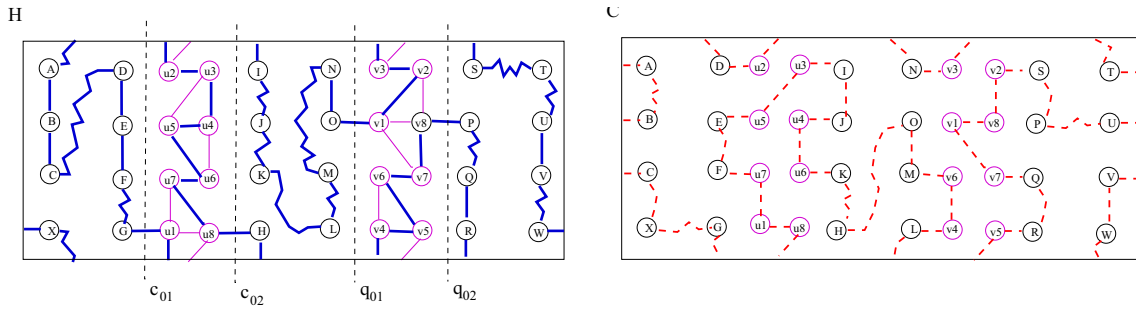 H
C
A D u2 u3 I N v3 v2 S T
B E u5 u4 J O v1 v8 P U
C F u7 u6 K M v6 v7 Q V
X G u1 u8 H L v4 v5 R W
c01 c02 q01 q02
A D u2 u3 I N v3 v2 S T
B E u5 u4 J O v1 v8 P U
C F u7 u6 K M v6 v7 Q V
X G u1 u8 H L v4 v5 R W